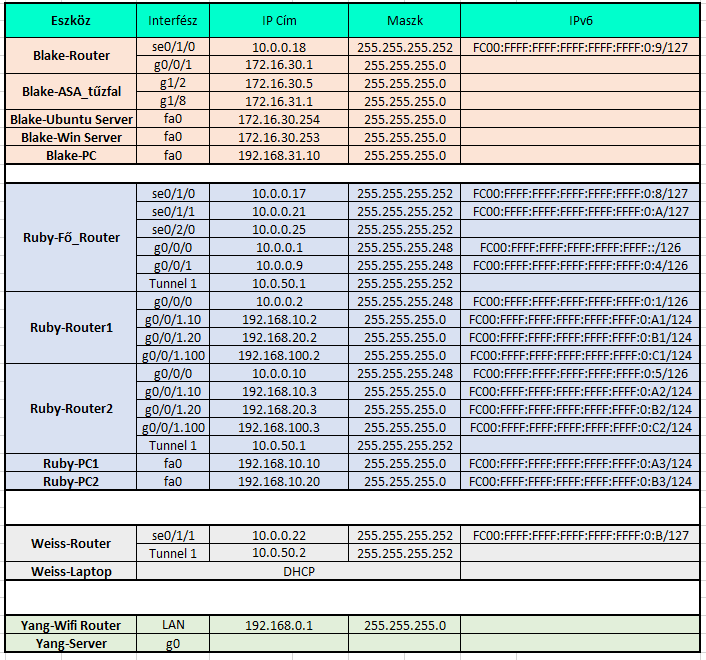 Eszköz Interfész IP Cím Maszk IPv6
Blake-Router se0/1/0 10.0.0.18 255.255.255.252 FC00:FFFF:FFFF:FFFF:FFFF:FFFF:0:9/127
g0/0/1 172.16.30.1 255.255.255.0
Blake-ASA_tűzfal g1/2 172.16.30.5 255.255.255.0
g1/8 172.16.31.1 255.255.255.0
Blake-Ubuntu Server fa0 172.16.30.254 255.255.255.0
Blake-Win Server fa0 172.16.30.253 255.255.255.0
Blake-PC fa0 192.168.31.10 255.255.255.0
Ruby-Fő_Router se0/1/0 10.0.0.17 255.255.255.252 FC00:FFFF:FFFF:FFFF:FFFF:FFFF:0:8/127
se0/1/1 10.0.0.21 255.255.255.252 FC00:FFFF:FFFF:FFFF:FFFF:FFFF:0:A/127
se0/2/0 10.0.0.25 255.255.255.252
g0/0/0 10.0.0.1 255.255.255.248 FC00:FFFF:FFFF:FFFF:FFFF:FFFF::/126
g0/0/1 10.0.0.9 255.255.255.248 FC00:FFFF:FFFF:FFFF:FFFF:FFFF:0:4/126
Tunnel 1 10.0.50.1 255.255.255.252
Ruby-Router1 g0/0/0 10.0.0.2 255.255.255.248 FC00:FFFF:FFFF:FFFF:FFFF:FFFF:0:1/126
g0/0/1.10 192.168.10.2 255.255.255.0 FC00:FFFF:FFFF:FFFF:FFFF:FFFF:0:A1/124
g0/0/1.20 192.168.20.2 255.255.255.0 FC00:FFFF:FFFF:FFFF:FFFF:FFFF:0:B1/124
g0/0/1.100 192.168.100.2 255.255.255.0 FC00:FFFF:FFFF:FFFF:FFFF:FFFF:0:C1/124
Ruby-Router2 g0/0/0 10.0.0.10 255.255.255.248 FC00:FFFF:FFFF:FFFF:FFFF:FFFF:0:5/126
g0/0/1.10 192.168.10.3 255.255.255.0 FC00:FFFF:FFFF:FFFF:FFFF:FFFF:0:A2/124
g0/0/1.20 192.168.20.3 255.255.255.0 FC00:FFFF:FFFF:FFFF:FFFF:FFFF:0:B2/124
g0/0/1.100 192.168.100.3 255.255.255.0 FC00:FFFF:FFFF:FFFF:FFFF:FFFF:0:C2/124
Tunnel 1 10.0.50.1 255.255.255.252
Ruby-PC1 fa0 192.168.10.10 255.255.255.0 FC00:FFFF:FFFF:FFFF:FFFF:FFFF:0:A3/124
Ruby-PC2 fa0 192.168.10.20 255.255.255.0 FC00:FFFF:FFFF:FFFF:FFFF:FFFF:0:B3/124
Weiss-Router se0/1/1 10.0.0.22 255.255.255.252 FC00:FFFF:FFFF:FFFF:FFFF:FFFF:0:B/127
Tunnel 1 10.0.50.2 255.255.255.252
Weiss-Laptop DHCP
Yang-Wifi Router LAN 192.168.0.1 255.255.255.0
Yang-Server g0